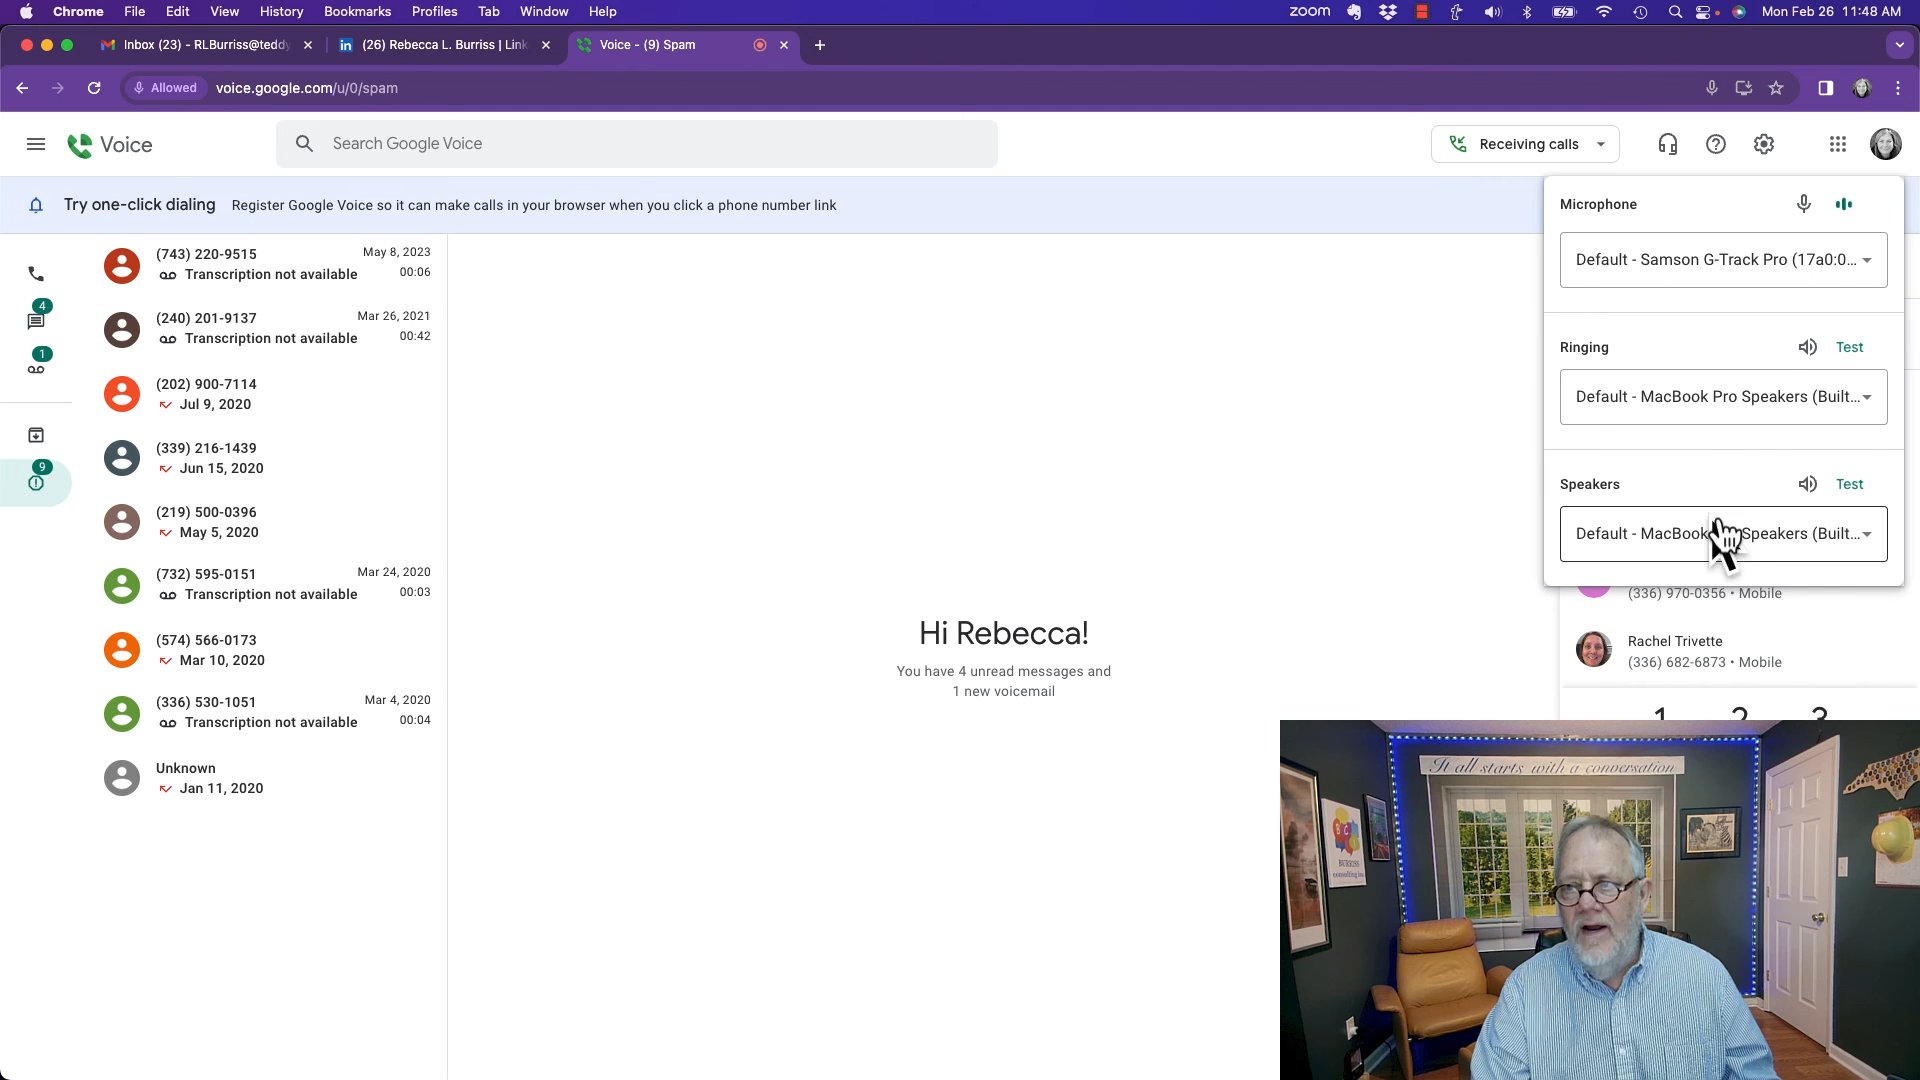 Chrome File Edit View History Bookmarks Profiles Tab Window Help
zoom Mon Feb 26 11:48 AM
Inbox (23) - RLBurriss@teddy
in (26) Rebecca L. Burriss | Link
Voice - (9) Spam
Allowed voice.google.com/u/0/spam
Voice
Search Google Voice
Receiving calls
Try one-click dialing Register Google Voice so it can make calls in your browser when you click a phone number link
4
1
9
(743) 220-9515 May 8, 2023
Transcription not available 00:06
(240) 201-9137 Mar 26, 2021
Transcription not available 00:42
(202) 900-7114
Jul 9, 2020
(339) 216-1439
Jun 15, 2020
(219) 500-0396
May 5, 2020
(732) 595-0151 Mar 24, 2020
Transcription not available 00:03
(574) 566-0173
Mar 10, 2020
(336) 530-1051 Mar 4, 2020
Transcription not available 00:04
Unknown
Jan 11, 2020
Hi Rebecca!
You have 4 unread messages and
1 new voicemail
Microphone
Default - Samson G-Track Pro (17a0:0...
Ringing Test
Default - MacBook Pro Speakers (Built...
Speakers Test
Default - MacBook Speakers (Built...
(336) 970-0356 • Mobile
Rachel Trivette
(336) 682-6873 • Mobile
1 2 3
It all starts with a conversation
B C
BURRISS
consulting inc